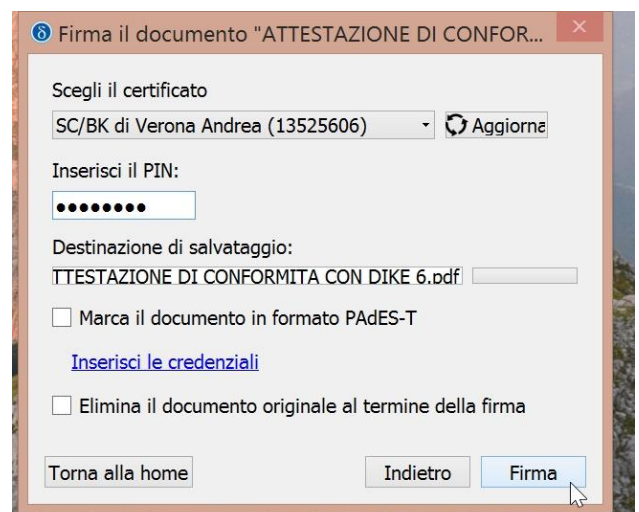 δ Firma il documento "ATTESTAZIONE DI CONFOR...
Scegli il certificato
SC/BK di Verona Andrea (13525606)
Aggiorna
Inserisci il PIN:
●●●●●●●●
Destinazione di salvataggio:
TTESTAZIONE DI CONFORMITA CON DIKE 6.pdf
Marca il documento in formato PAdES-T
Inserisci le credenziali
Elimina il documento originale al termine della firma
Torna alla home
Indietro
Firma